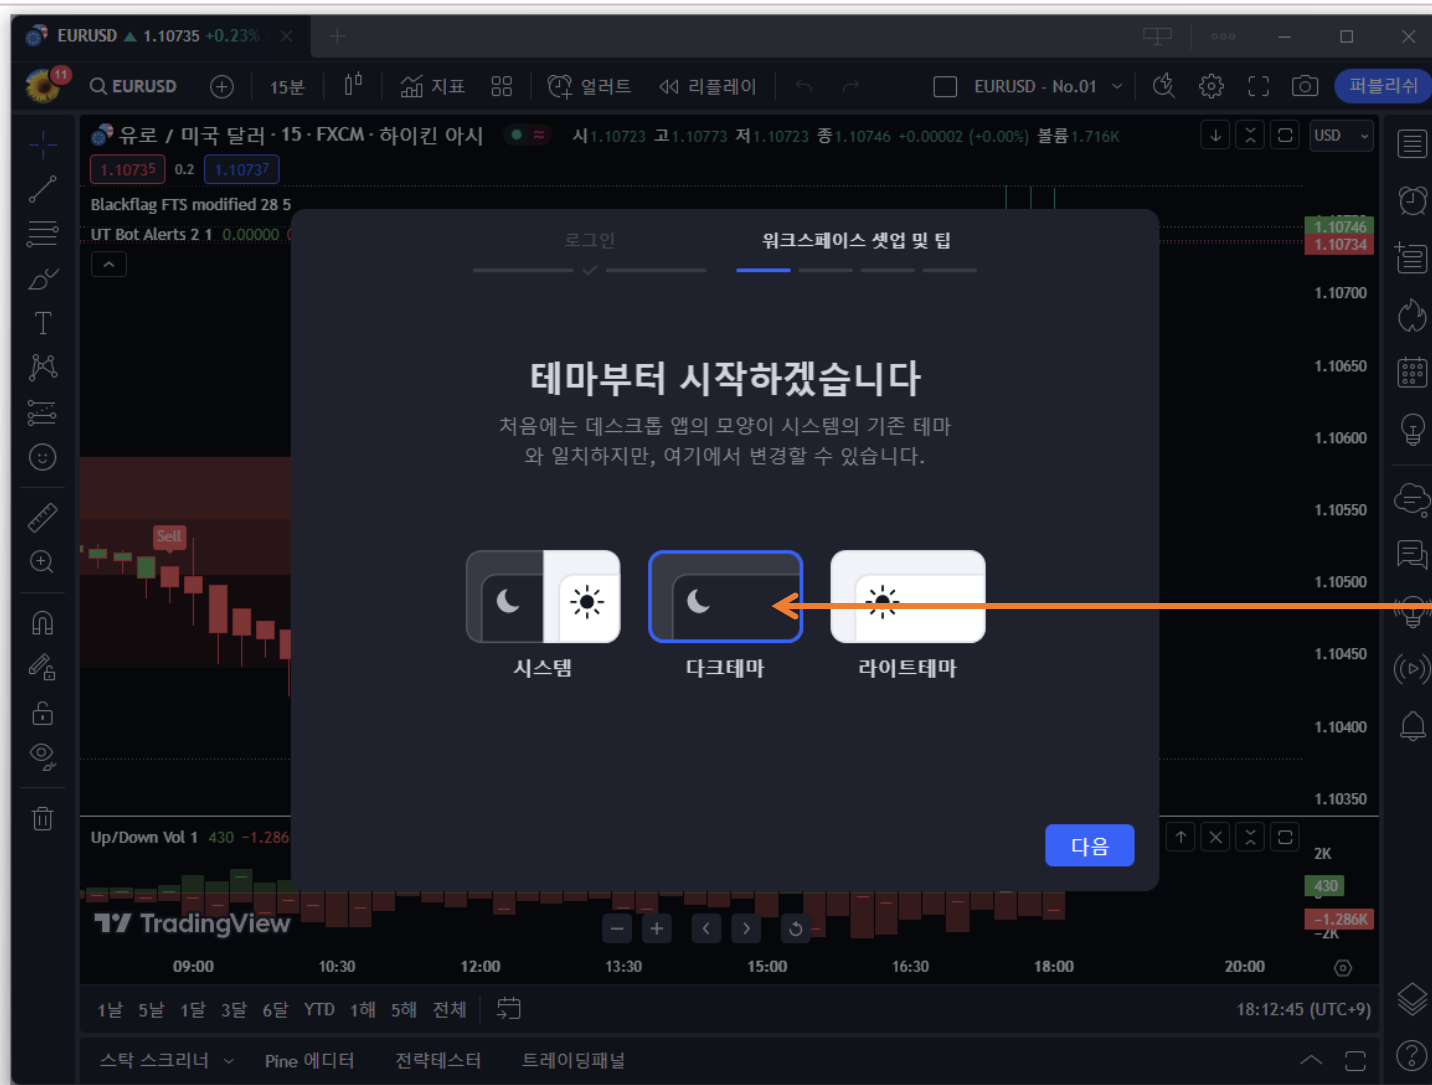 EURUSD ▲ 1.10735 +0.23%
11
EURUSD
15분
지표
얼러트
리플레이
EURUSD - No.01
퍼블리쉬
유로 / 미국 달러 · 15 · FXCM · 하이킨 아시
시1.10723 고1.10773 저1.10723 종1.10746 +0.00002 (+0.00%) 볼륨1.716K
USD
1.10735 0.2 1.10737
Blackflag FTS modified 28 5
UT Bot Alerts 2 1 0.00000
로그인
워크스페이스 셋업 및 팁
테마부터 시작하겠습니다
처음에는 데스크톱 앱의 모양이 시스템의 기존 테마
와 일치하지만, 여기에서 변경할 수 있습니다.
시스템
다크테마
라이트테마
다음
Sell
1.10746
1.10734
1.10700
1.10650
1.10600
1.10550
1.10500
1.10450
1.10400
1.10350
Up/Down Vol 1 430 −1.286
2K
430
−1.286K
−2K
TradingView
09:00 10:30 12:00 13:30 15:00 16:30 18:00 20:00
1날 5날 1달 3달 6달 YTD 1해 5해 전체
18:12:45 (UTC+9)
스탁 스크리너 Pine 에디터 전략테스터 트레이딩패널